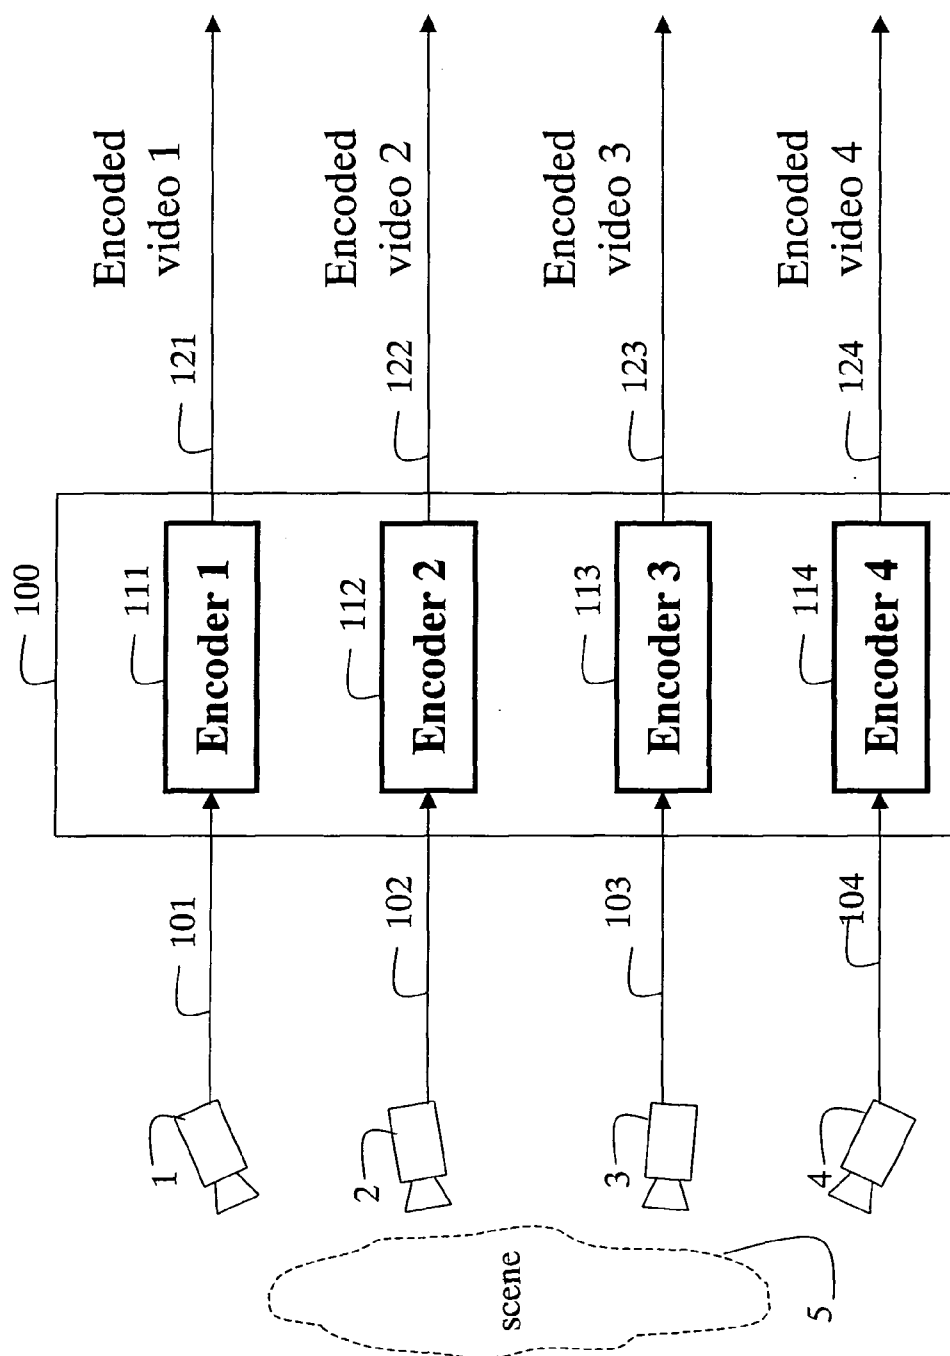 100
101
111
Encoder 1
121
Encoded
video 1
1
102
112
Encoder 2
122
Encoded
video 2
2
scene
103
113
Encoder 3
123
Encoded
video 3
3
104
114
Encoder 4
124
Encoded
video 4
4
5